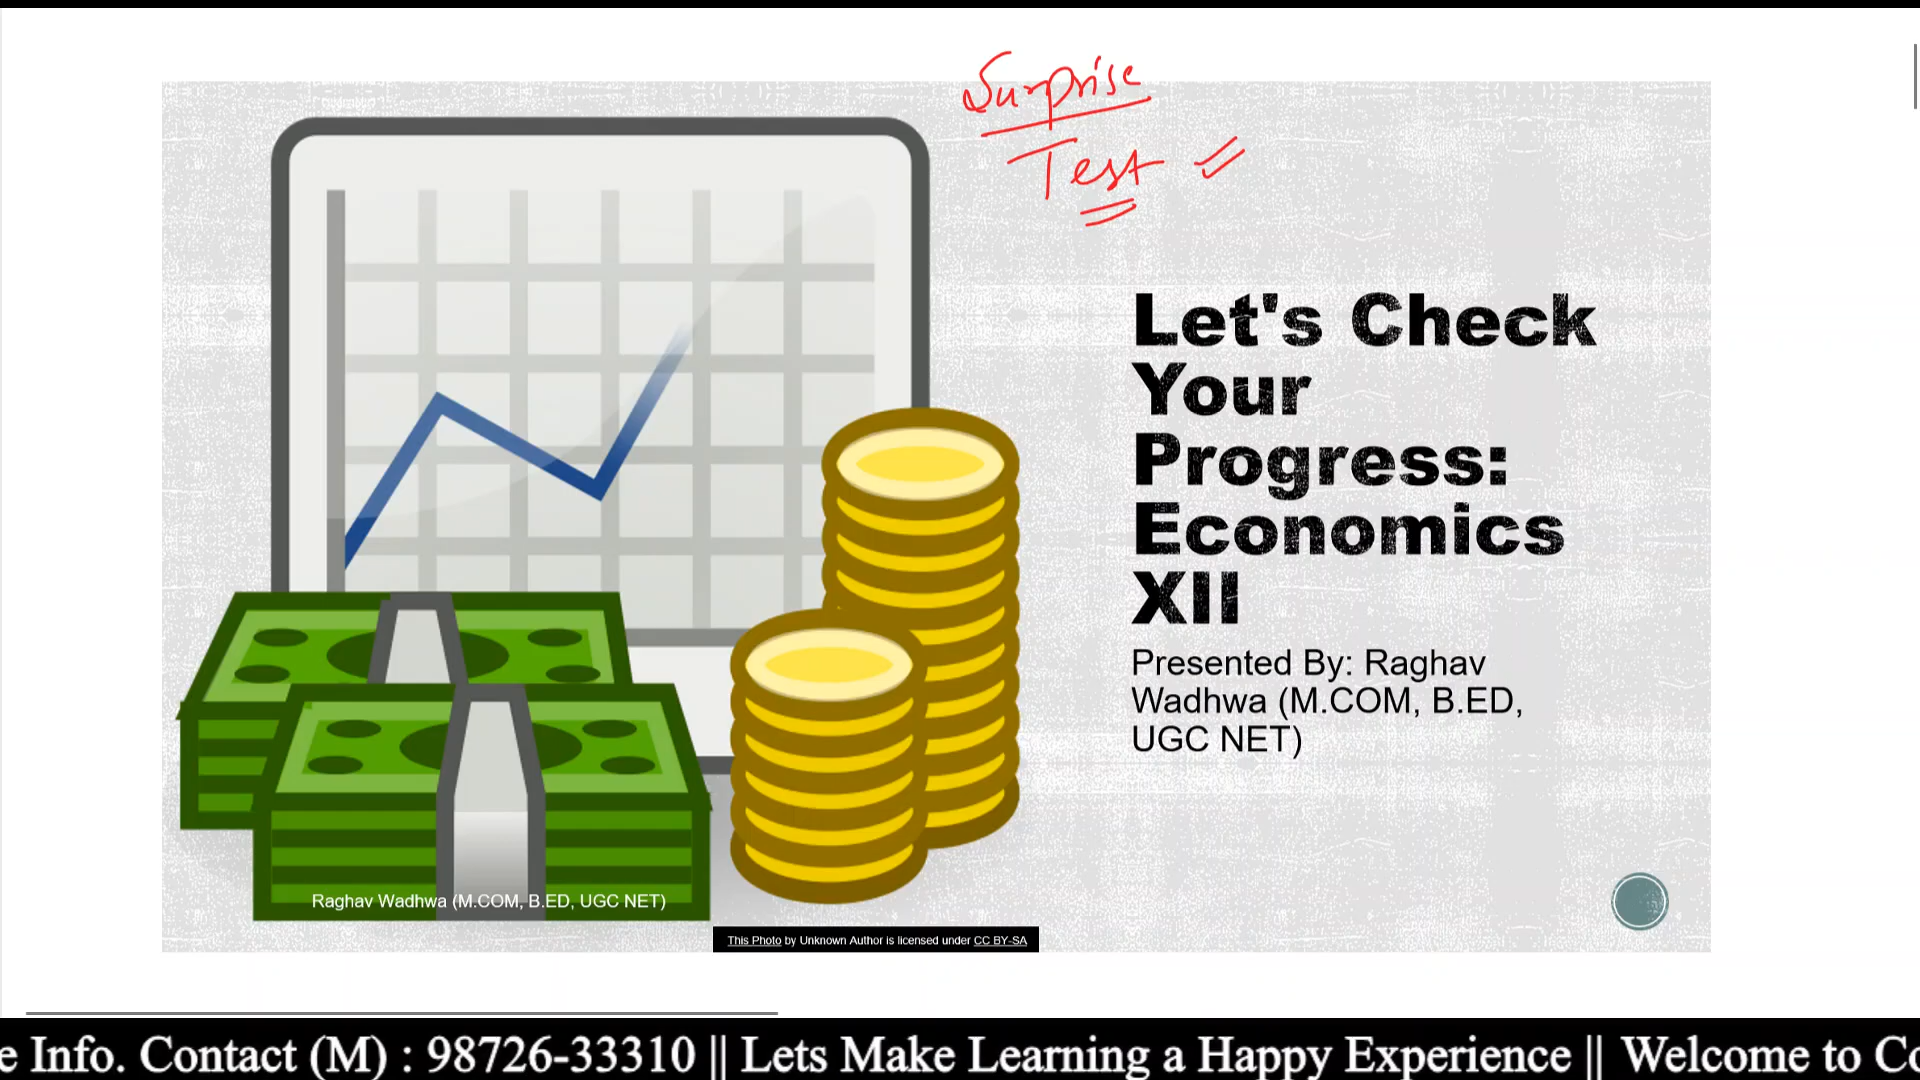 Surprise
Test
Let's Check
Your
Progress:
Economics
XII
Presented By: Raghav
Wadhwa (M.COM, B.ED,
UGC NET)
Raghav Wadhwa (M.COM, B.ED, UGC NET)
This Photo by Unknown Author is licensed under CC BY-SA
e Info. Contact (M) : 98726-33310 || Lets Make Learning a Happy Experience || Welcome to Co